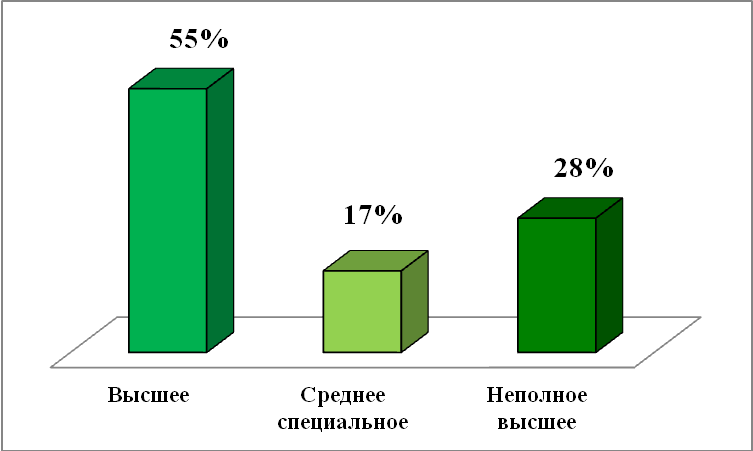 55%
17%
28%
Высшее
Среднее
специальное
Неполное
высшее